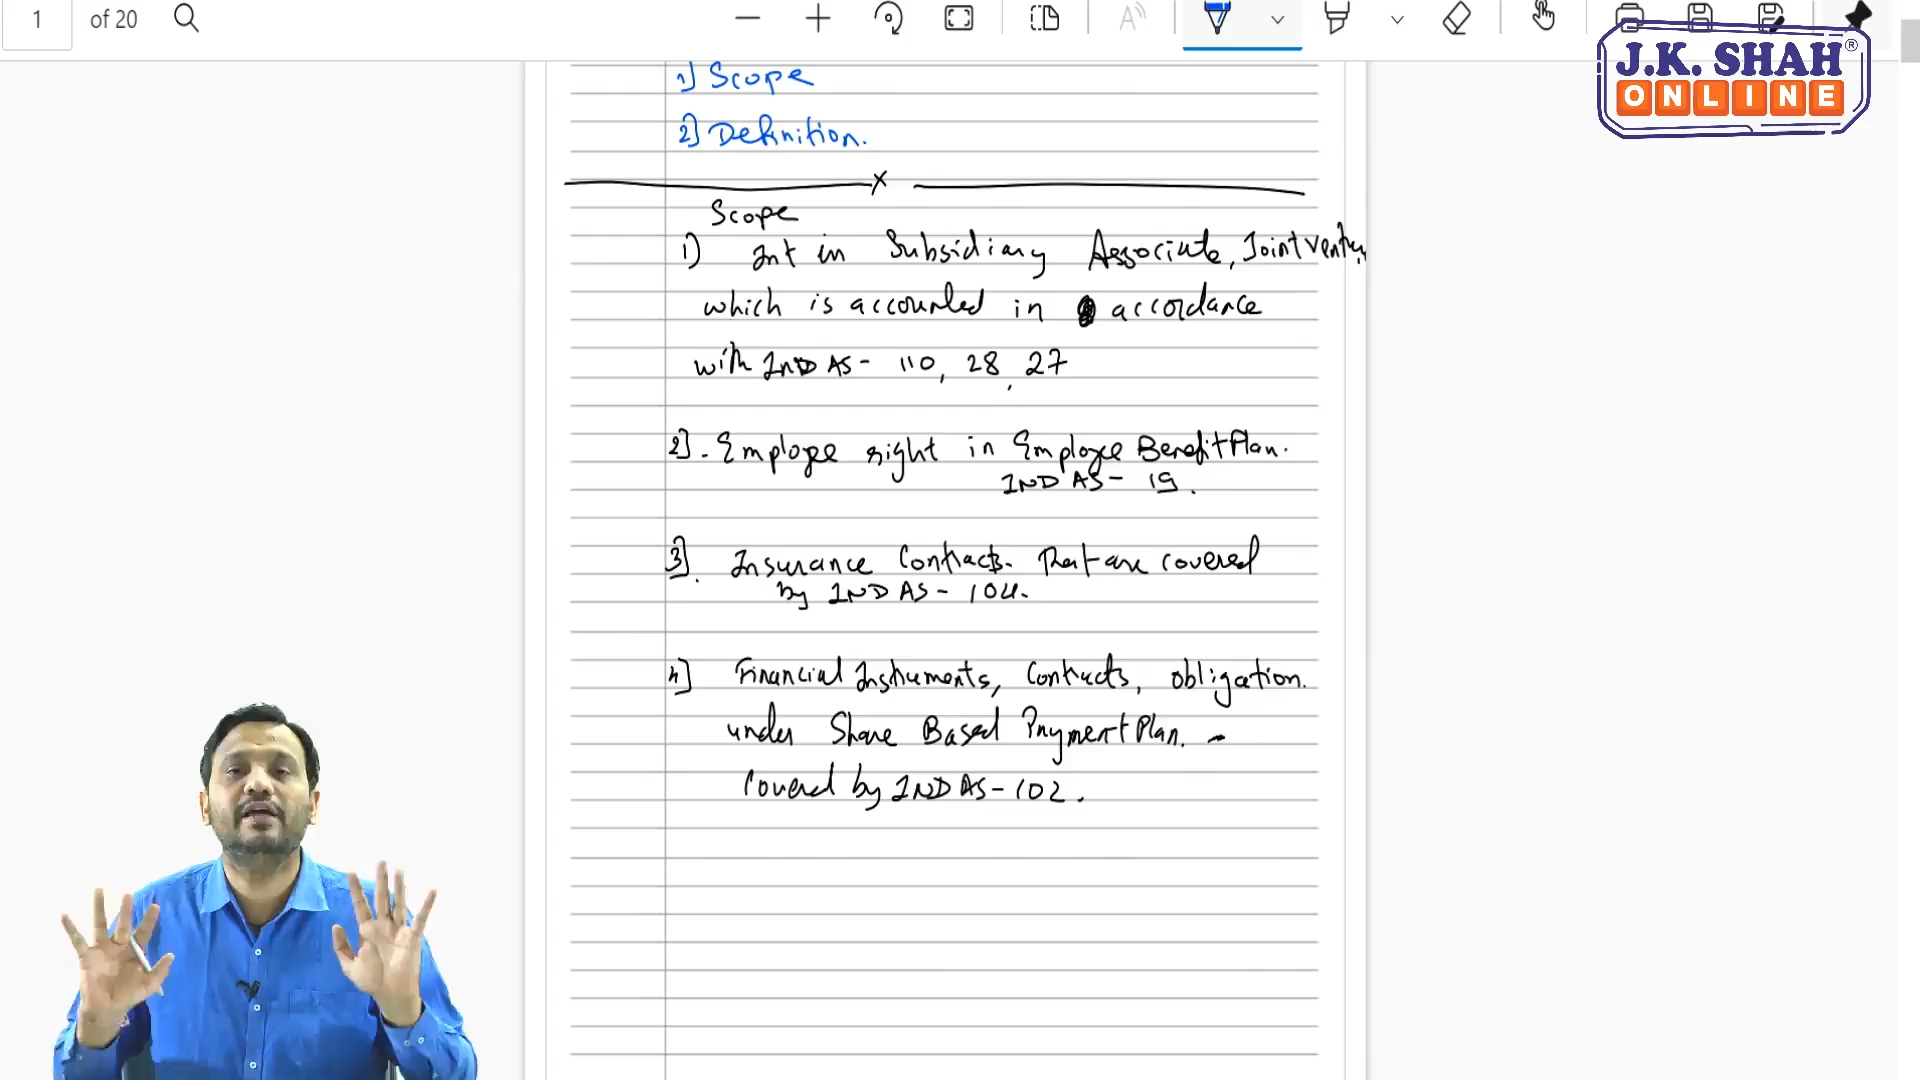 1 of 20
J.K. SHAH®
ONLINE
1) Scope
2] Definition.
x
Scope
1) Int in Subsidiary Associate, Joint Venture
which is accounted in accordance
with IND AS - 110, 28, 27
2]. Employee right in Employee Benefit Plan.
IND AS - 19.
3]. Insurance Contracts. That are covered
by IND AS - 104.
4] Financial Instruments, Contracts, obligation.
under Share Based Payment Plan. -
Covered by IND AS - 102.